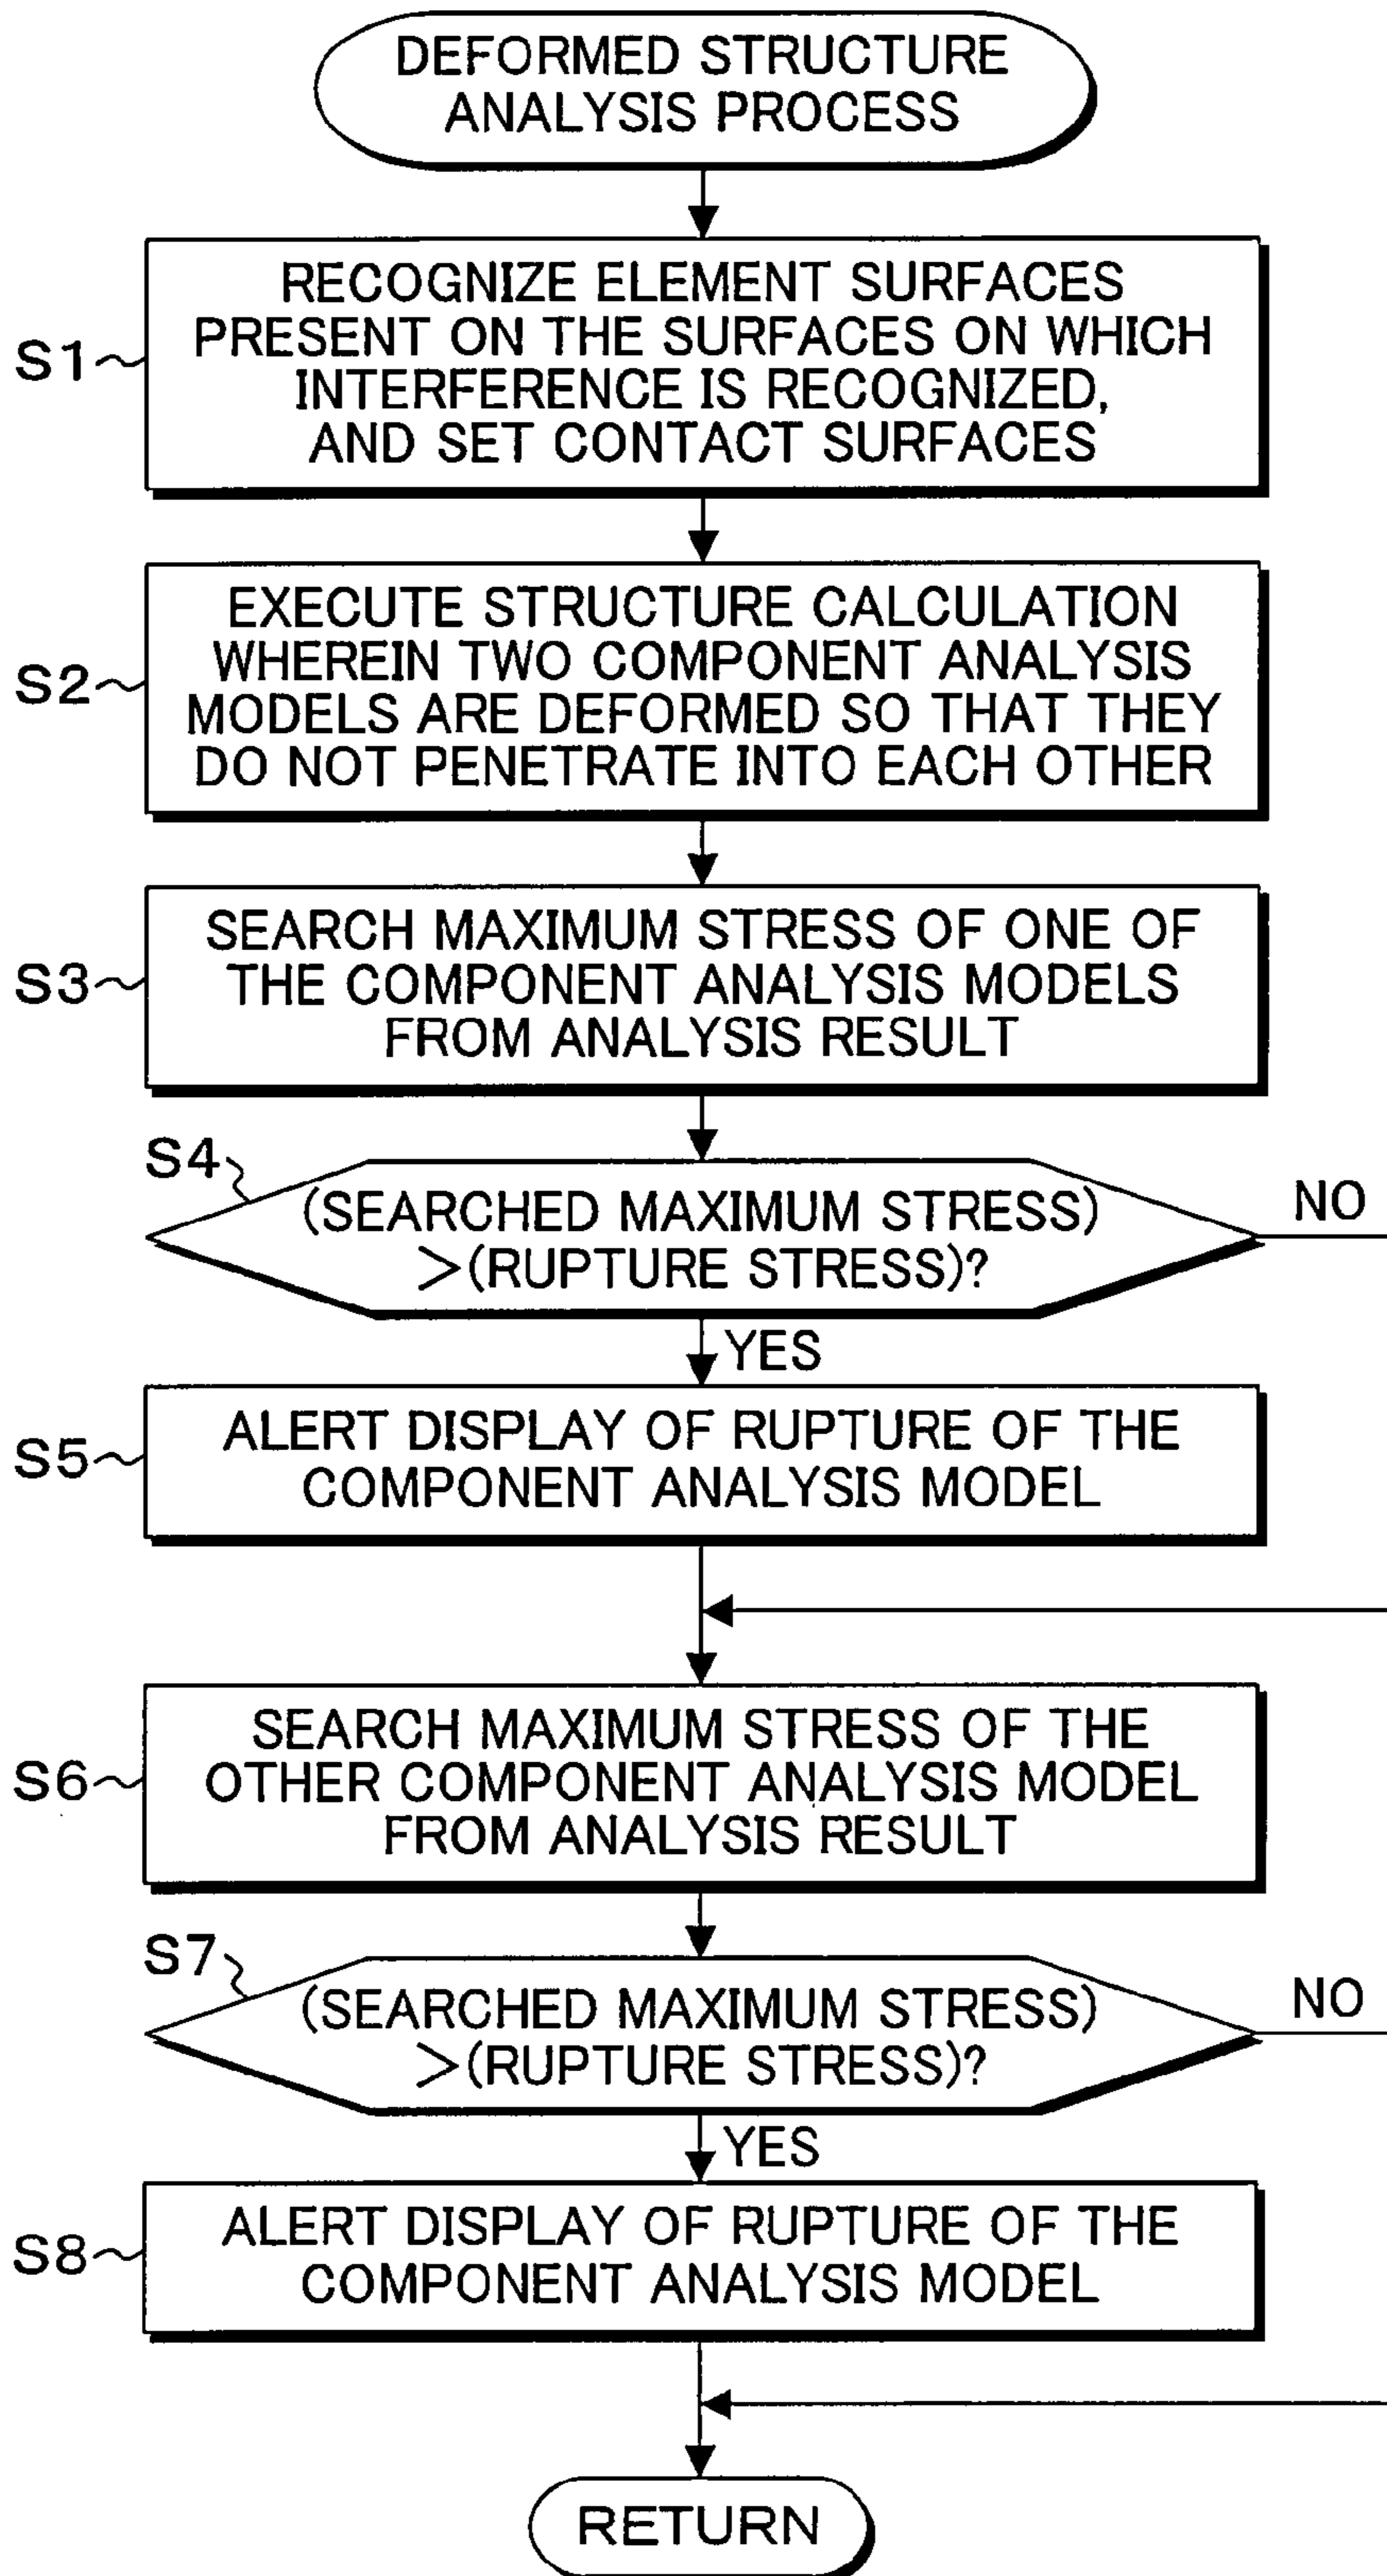 DEFORMED STRUCTURE
ANALYSIS PROCESS
S1
RECOGNIZE ELEMENT SURFACES
PRESENT ON THE SURFACES ON WHICH
INTERFERENCE IS RECOGNIZED,
AND SET CONTACT SURFACES
S2
EXECUTE STRUCTURE CALCULATION
WHEREIN TWO COMPONENT ANALYSIS
MODELS ARE DEFORMED SO THAT THEY
DO NOT PENETRATE INTO EACH OTHER
S3
SEARCH MAXIMUM STRESS OF ONE OF
THE COMPONENT ANALYSIS MODELS
FROM ANALYSIS RESULT
S4
(SEARCHED MAXIMUM STRESS)
>(RUPTURE STRESS)?
NO
YES
S5
ALERT DISPLAY OF RUPTURE OF THE
COMPONENT ANALYSIS MODEL
S6
SEARCH MAXIMUM STRESS OF THE
OTHER COMPONENT ANALYSIS MODEL
FROM ANALYSIS RESULT
S7
(SEARCHED MAXIMUM STRESS)
>(RUPTURE STRESS)?
NO
YES
S8
ALERT DISPLAY OF RUPTURE OF THE
COMPONENT ANALYSIS MODEL
RETURN